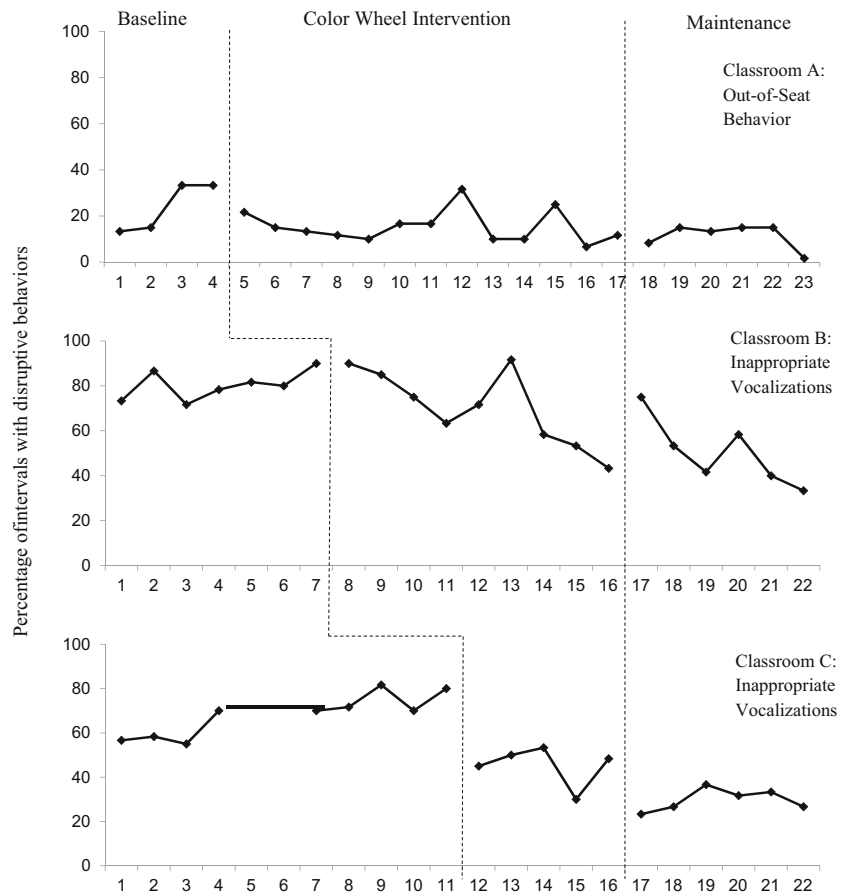 Baseline
Color Wheel Intervention
Maintenance
Percentage ofintervals with disruptive behaviors
100
80
60
40
20
0
Classroom A:
Out-of-Seat
Behavior
1 2 3 4 5 6 7 8 9 10 11 12 13 14 15 16 17 18 19 20 21 22 23
100
80
60
40
20
0
Classroom B:
Inappropriate
Vocalizations
1 2 3 4 5 6 7 8 9 10 11 12 13 14 15 16 17 18 19 20 21 22
100
80
60
40
20
0
Classroom C:
Inappropriate
Vocalizations
1 2 3 4 5 6 7 8 9 10 11 12 13 14 15 16 17 18 19 20 21 22